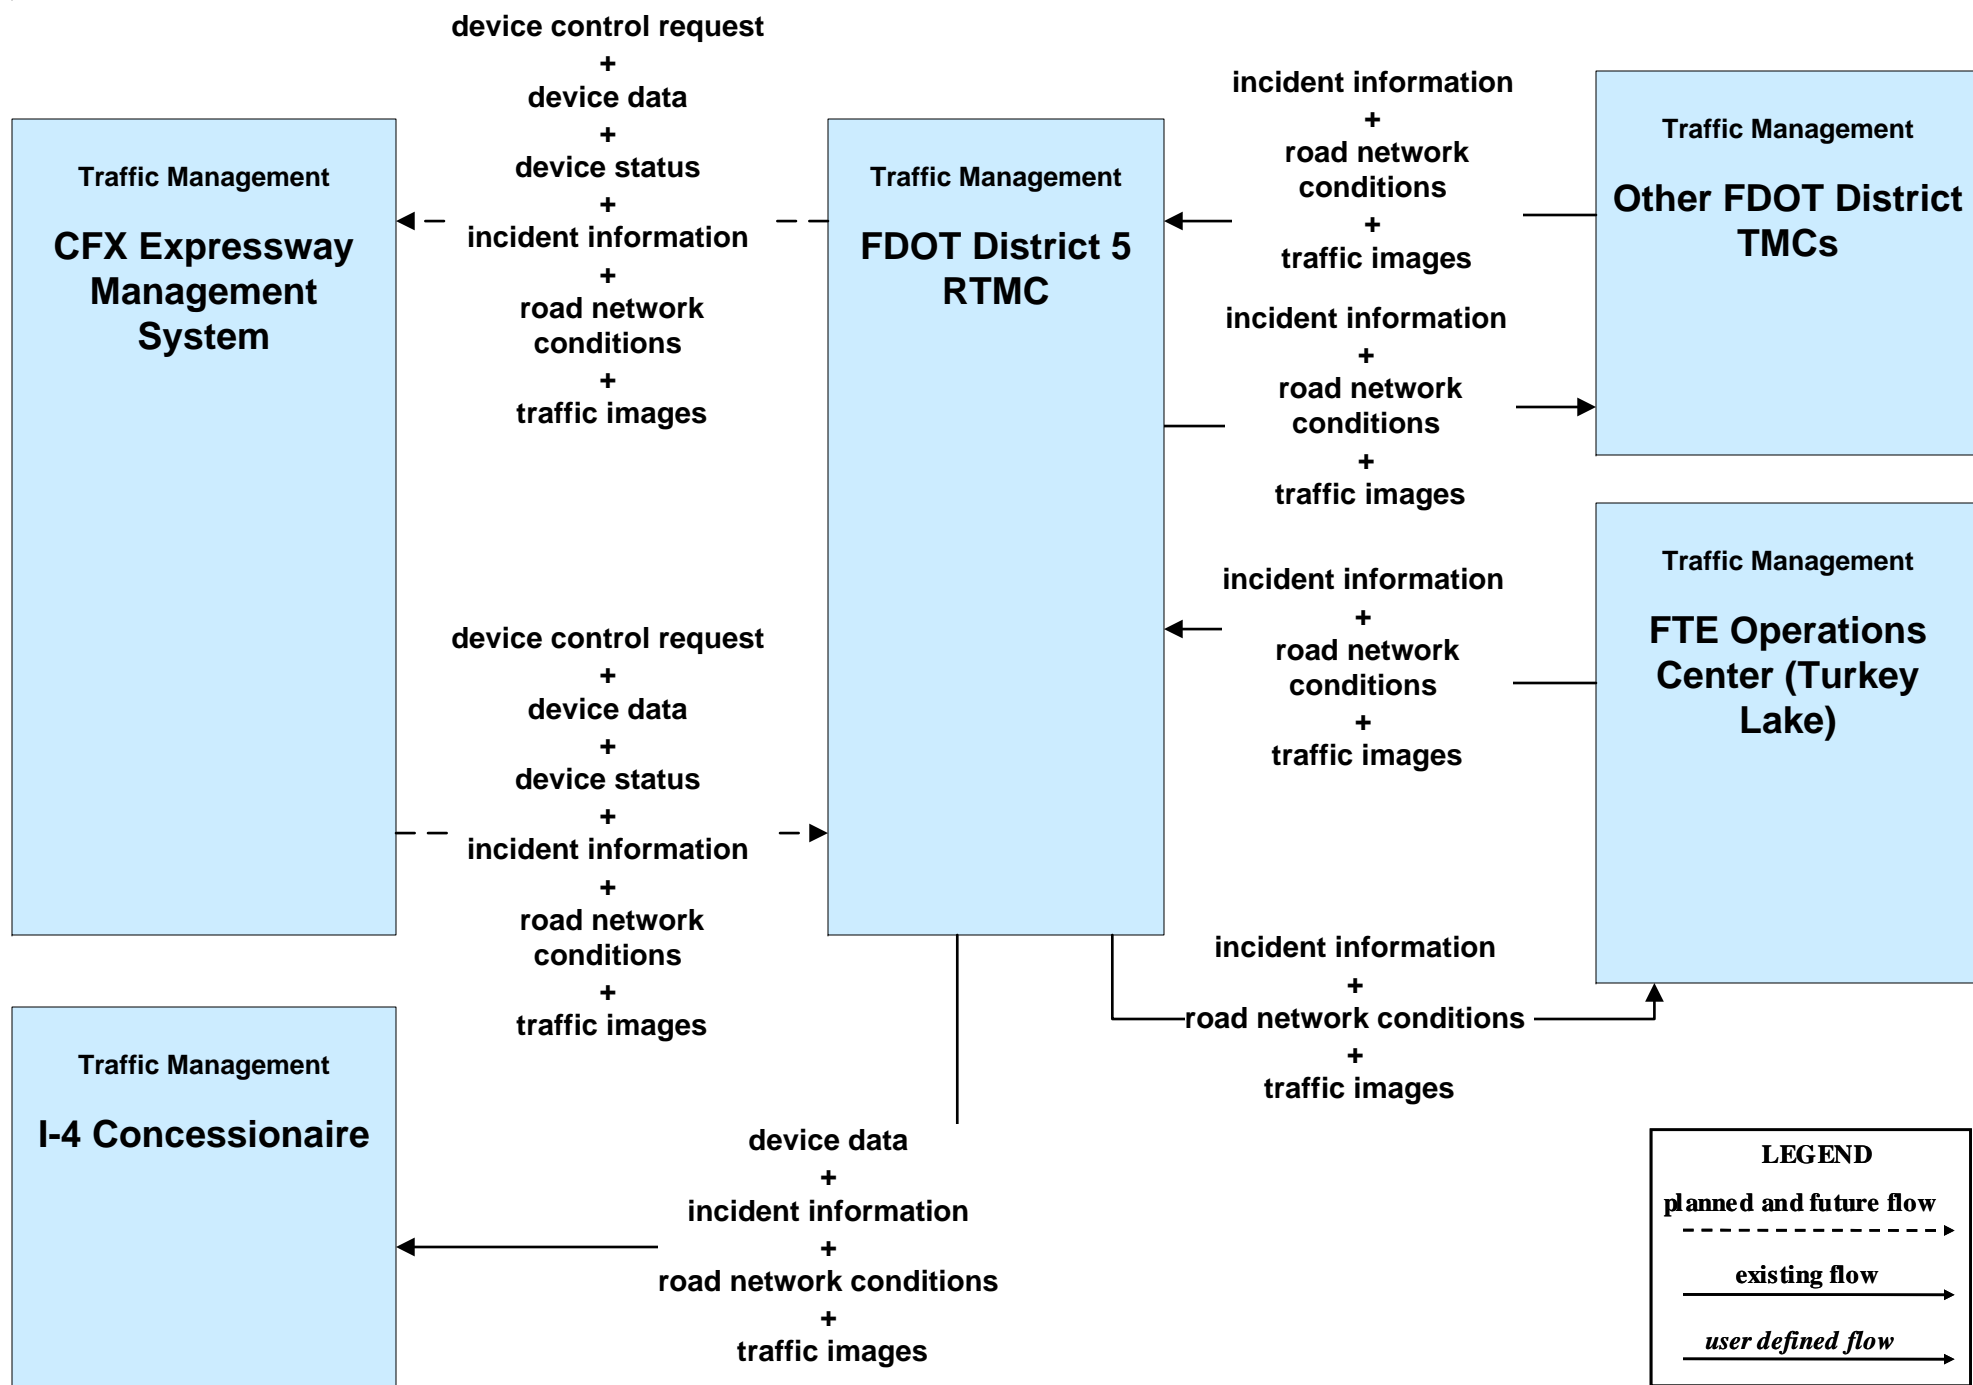 device control request
+
device data
+
device status
+
incident information
+
road network
conditions
+
traffic images
Traffic Management
CFX Expressway
Management
System
Traffic Management
FDOT District 5
RTMC
incident information
+
road network
conditions
+
traffic images
Traffic Management
Other FDOT District
TMCs
incident information
+
road network
conditions
+
traffic images
Traffic Management
FTE Operations
Center (Turkey
Lake)
incident information
+
road network
conditions
+
traffic images
device control request
+
device data
+
device status
+
incident information
+
road network
conditions
+
traffic images
incident information
+
road network conditions
+
traffic images
Traffic Management
I-4 Concessionaire
device data
+
incident information
+
road network conditions
+
traffic images
LEGEND
planned and future flow
existing flow
user defined flow